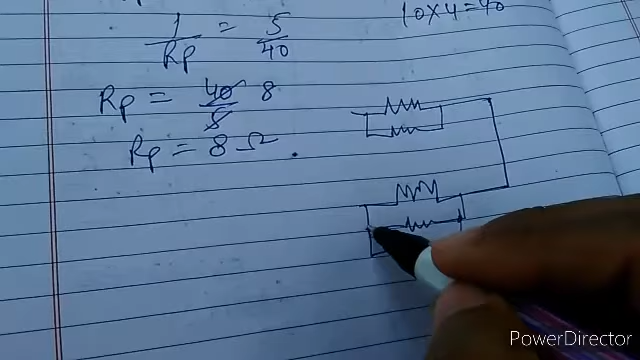 10×4=40
1/Rp = 5/40
Rp = 40/5 8
Rp = 8 Ω.
PowerDirector